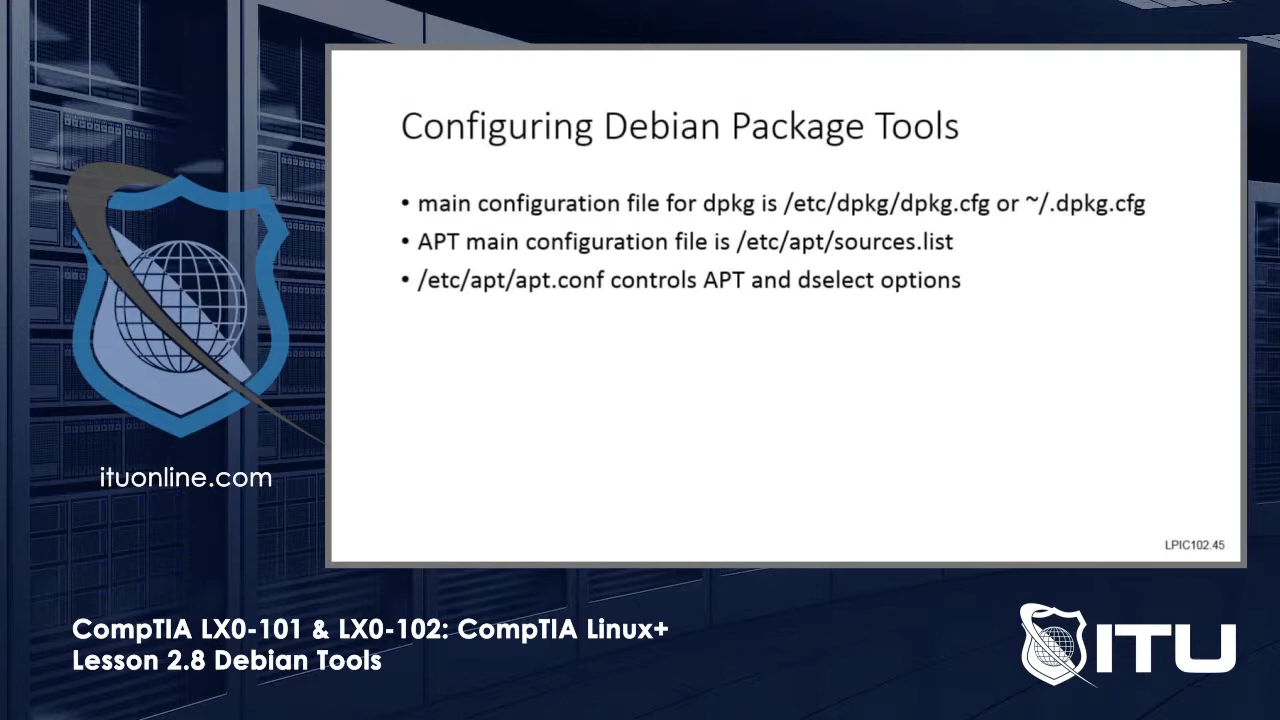 Configuring Debian Package Tools
• main configuration file for dpkg is /etc/dpkg/dpkg.cfg or ~/.dpkg.cfg
• APT main configuration file is /etc/apt/sources.list
• /etc/apt/apt.conf controls APT and dselect options
LPIC102.45
ituonline.com
CompTIA LX0-101 & LX0-102: CompTIA Linux+
Lesson 2.8 Debian Tools
ITU